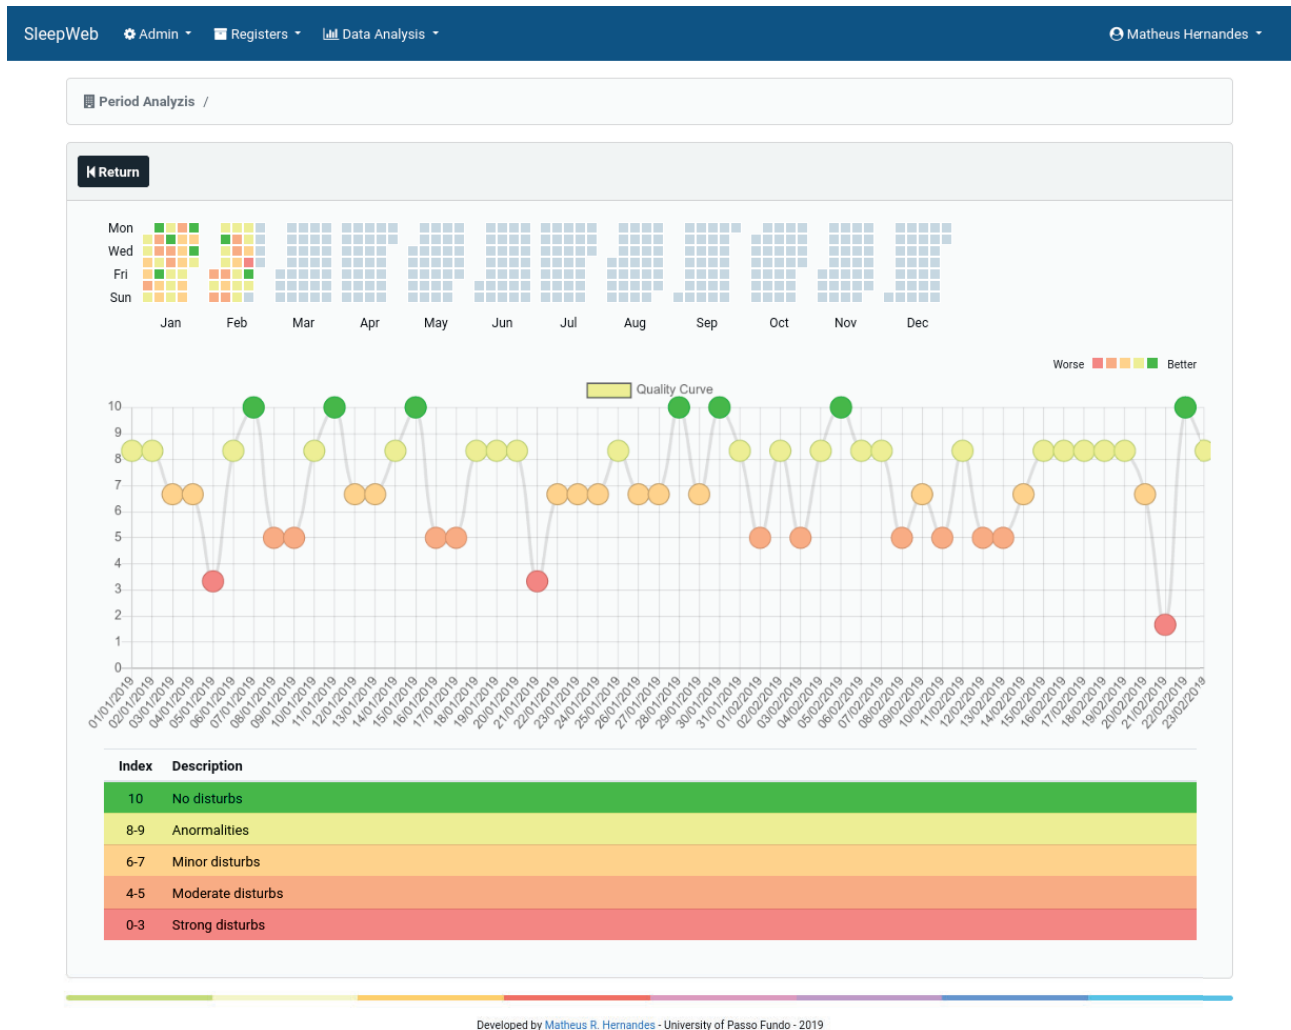 SleepWeb Admin Registers Data Analysis Matheus Hernandes
Period Analyzis /
Return
Mon
Wed
Fri
Sun
Jan Feb Mar Apr May Jun Jul Aug Sep Oct Nov Dec
Worse Better
Quality Curve
10
9
8
7
6
5
4
3
2
1
0
01/01/2019 02/01/2019 03/01/2019 04/01/2019 05/01/2019 06/01/2019 07/01/2019 08/01/2019 09/01/2019 10/01/2019 11/01/2019 12/01/2019 13/01/2019 14/01/2019 15/01/2019 16/01/2019 17/01/2019 18/01/2019 19/01/2019 20/01/2019 21/01/2019 22/01/2019 23/01/2019 24/01/2019 25/01/2019 26/01/2019 27/01/2019 28/01/2019 29/01/2019 30/01/2019 31/01/2019 01/02/2019 02/02/2019 03/02/2019 04/02/2019 05/02/2019 06/02/2019 07/02/2019 08/02/2019 09/02/2019 10/02/2019 11/02/2019 12/02/2019 13/02/2019 14/02/2019 15/02/2019 16/02/2019 17/02/2019 18/02/2019 19/02/2019 20/02/2019 21/02/2019 22/02/2019 23/02/2019
Index Description
10 No disturbs
8-9 Anormalities
6-7 Minor disturbs
4-5 Moderate disturbs
0-3 Strong disturbs
Developed by Matheus R. Hernandes - University of Passo Fundo - 2019